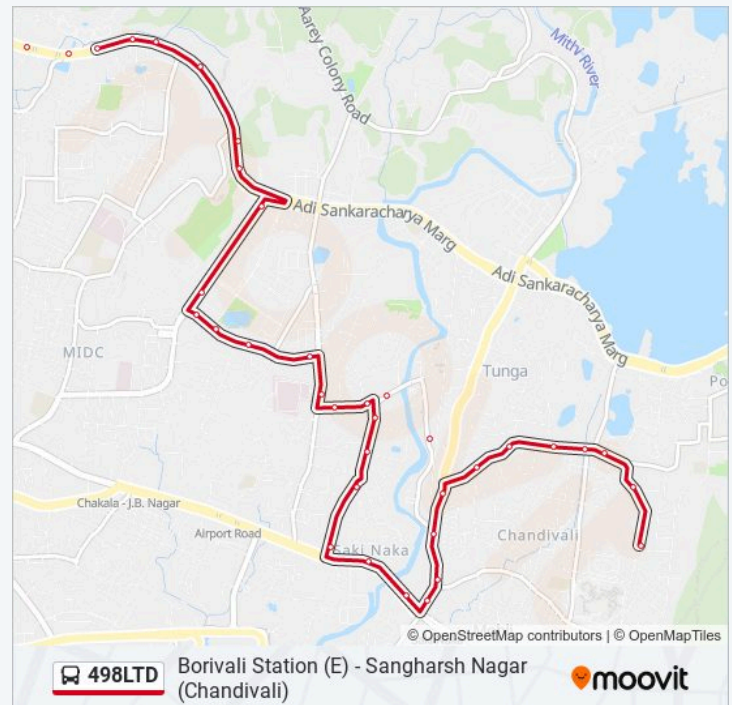 Aarey Colony Road
Mithi River
Adi Sankaracharya Marg
Adi Sankaracharya Marg
MIDC
Tunga
Po
Chakala - J.B. Nagar
Airport Road
Saki Naka
Chandivali
© OpenStreetMap contributors | © OpenMapTiles
498LTD
Borivali Station (E) - Sangharsh Nagar
(Chandivali)
moovit